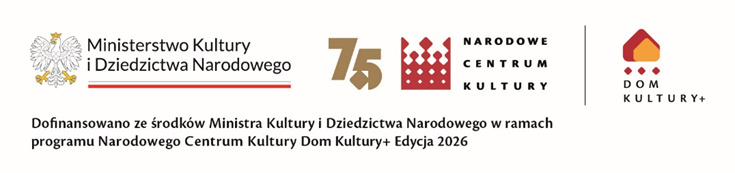 Ministerstwo Kultury
i Dziedzictwa Narodowego
75
NARODOWE
CENTRUM
KULTURY
DOM
KULTURY+
Dofinansowano ze środków Ministra Kultury i Dziedzictwa Narodowego w ramach
programu Narodowego Centrum Kultury Dom Kultury+ Edycja 2026